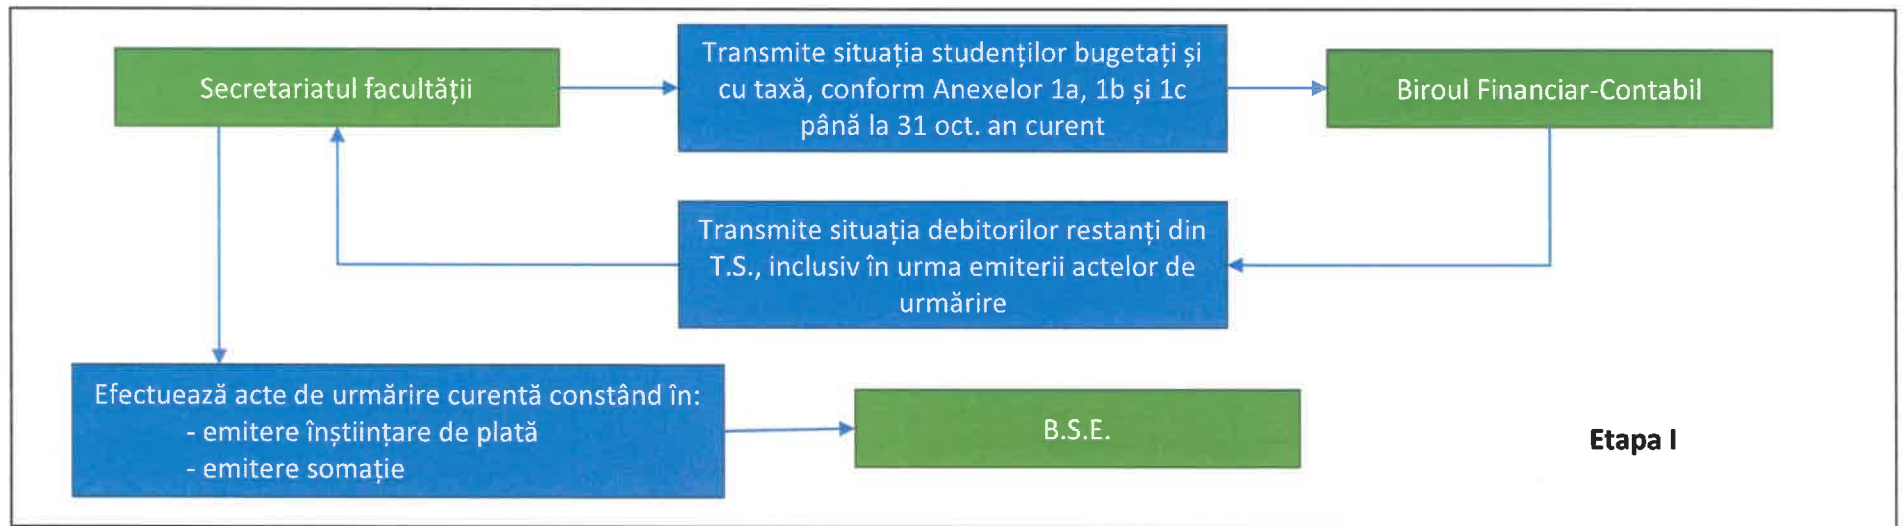 Secretariatul facultății
Transmite situația studenților bugetați și
cu taxă, conform Anexelor 1a, 1b și 1c
până la 31 oct. an curent
Biroul Financiar-Contabil
Transmite situația debitorilor restanți din
T.S., inclusiv în urma emiterii actelor de
urmărire
Efectuează acte de urmărire curentă constând în:
- emitere înștiințare de plată
- emitere somație
B.S.E.
Etapa I